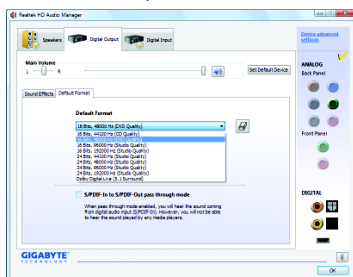 Realtek HD Audio Manager
Speakers
Digital Output
Digital Input
Device advanced settings
Main Volume
L
R
Set Default Device
ANALOG
Back Panel
Sound Effects
Default Format
Default Format
16 Bits, 48000 Hz (DVD Quality)
16 Bits, 44100 Hz (CD Quality)
16 Bits, 48000 Hz (DVD Quality)
16 Bits, 96000 Hz (Studio Quality)
16 Bits, 192000 Hz (Studio Quality)
24 Bits, 44100 Hz (Studio Quality)
24 Bits, 48000 Hz (Studio Quality)
24 Bits, 96000 Hz (Studio Quality)
24 Bits, 192000 Hz (Studio Quality)
Dolby Digital Live (5.1 Surround)
Front Panel
S/PDIF-In to S/PDIF-Out pass through mode
When pass through mode enabled, you will hear the sound coming
from digital audio input (S/PDIF-In). However, you will not be able
to hear the sound played by any media players.
DIGITAL
GIGABYTE
TECHNOLOGY
OK